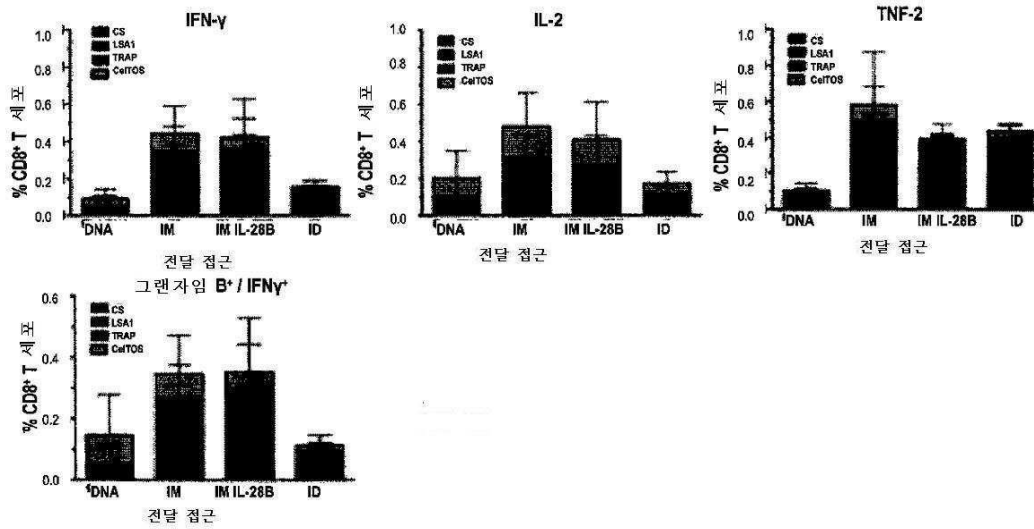 IFN-γ
% CD8⁺ T 세포
1.0
0.8
0.6
0.4
0.2
0.0
CS
LSA1
TRAP
CelTOS
DNA IM IM IL-28B ID
전달 접근
IL-2
% CD8⁺ T 세포
1.0
0.8
0.6
0.4
0.2
0.0
CS
LSA1
TRAP
CelTOS
DNA IM IM IL-28B ID
전달 접근
TNF-2
% CD8⁺ T 세포
1.0
0.8
0.6
0.4
0.2
0.0
CS
LSA1
TRAP
CelTOS
DNA IM IM IL-28B ID
전달 접근
그랜자임 B⁺ / IFNγ⁺
% CD8⁺ T 세포
0.6
0.4
0.2
0.0
CS
LSA1
TRAP
CelTOS
DNA IM IM IL-28B ID
전달 접근